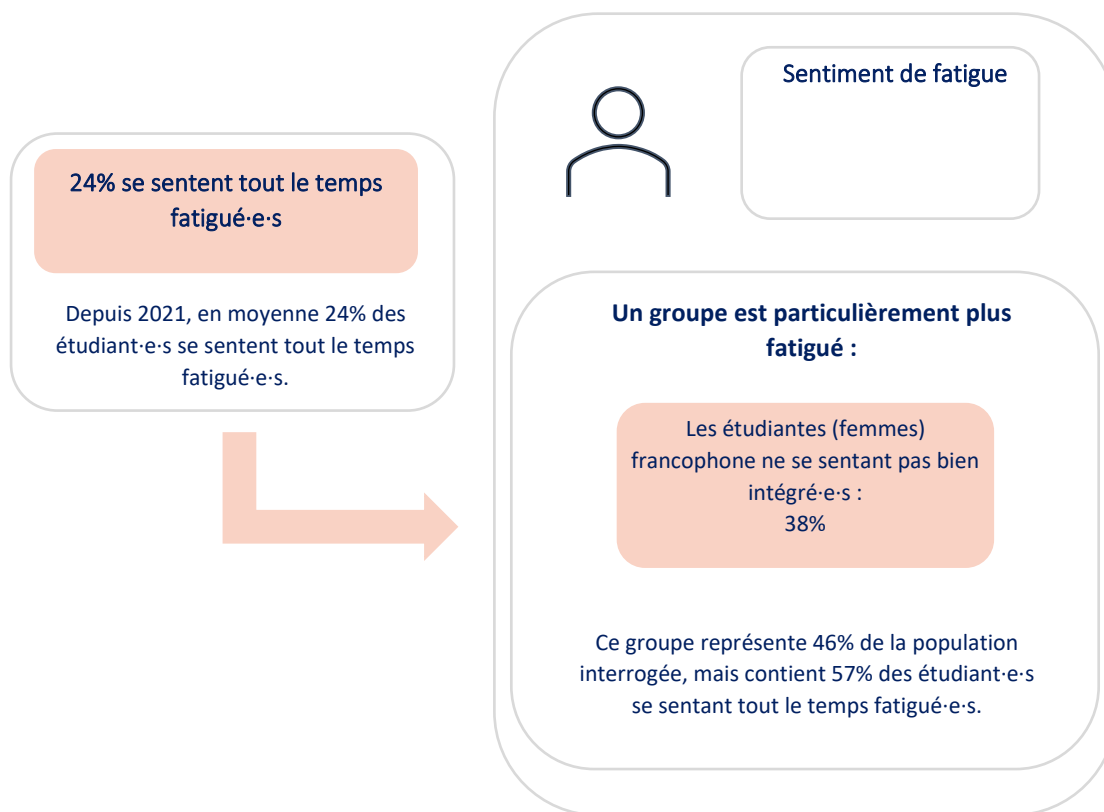 24% se sentent tout le temps
fatigué·e·s
Depuis 2021, en moyenne 24% des
étudiant·e·s se sentent tout le temps
fatigué·e·s.
Sentiment de fatigue
Un groupe est particulièrement plus
fatigué :
Les étudiantes (femmes)
francophone ne se sentant pas bien
intégré·e·s :
38%
Ce groupe représente 46% de la population
interrogée, mais contient 57% des étudiant·e·s
se sentant tout le temps fatigué·e·s.